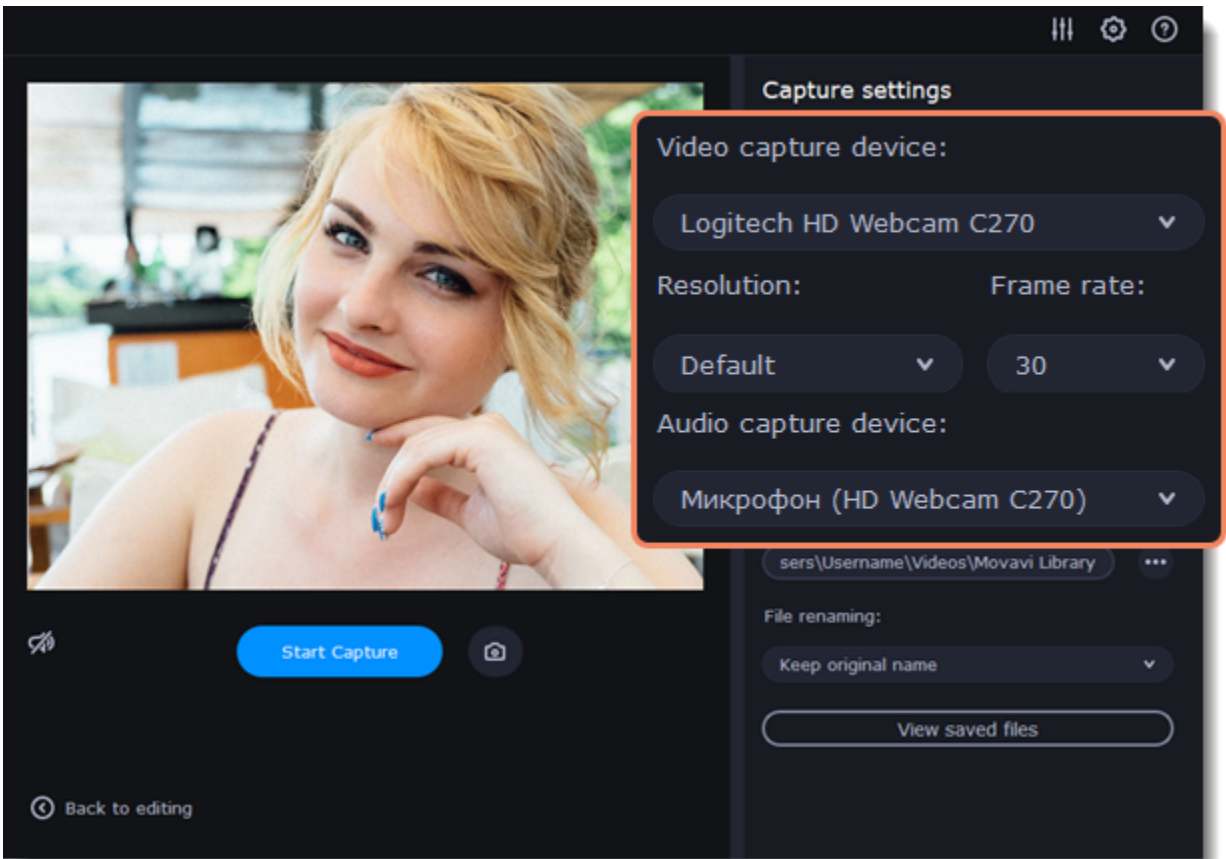 Capture settings
Video capture device:
Logitech HD Webcam C270
Resolution: Frame rate:
Default 30
Audio capture device:
Микрофон (HD Webcam C270)
sers\Username\Videos\Movavi Library
File renaming:
Keep original name
View saved files
Start Capture
Back to editing